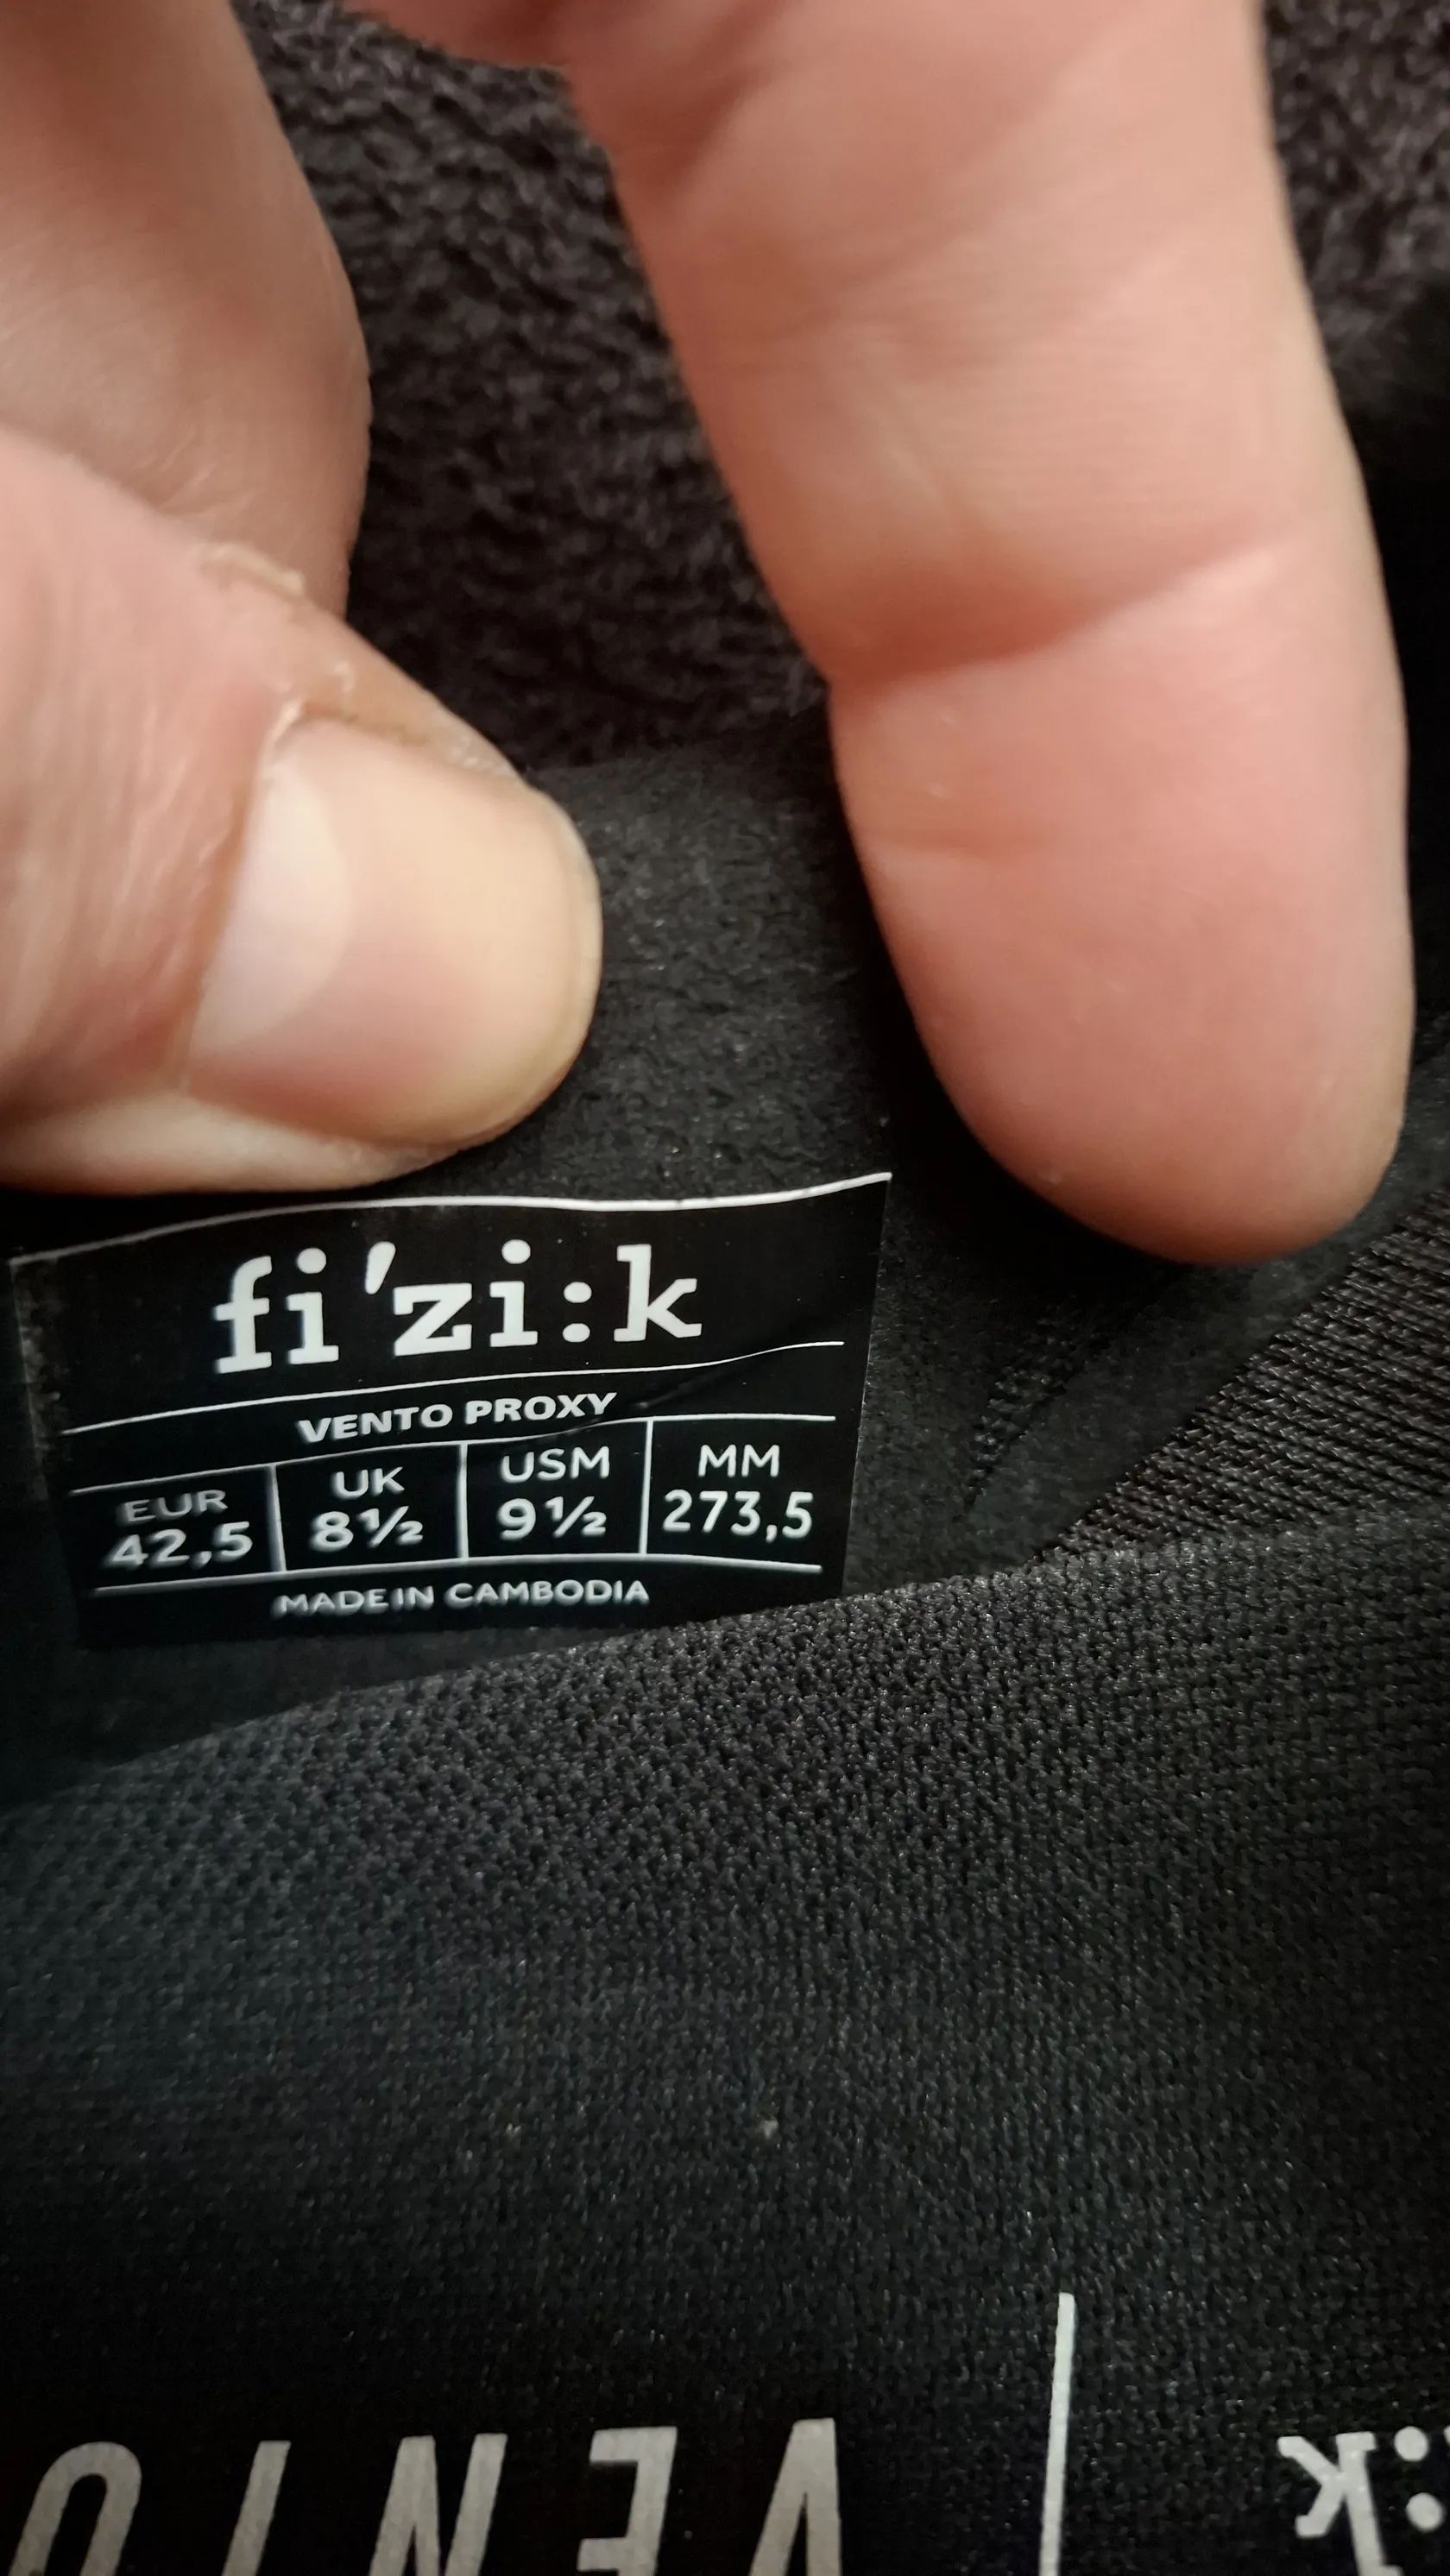 fi'zi:k
VENTO PROXY
EUR UK USM MM
42,5 8½ 9½ 273,5
MADE IN CAMBODIA
:k
VENTO